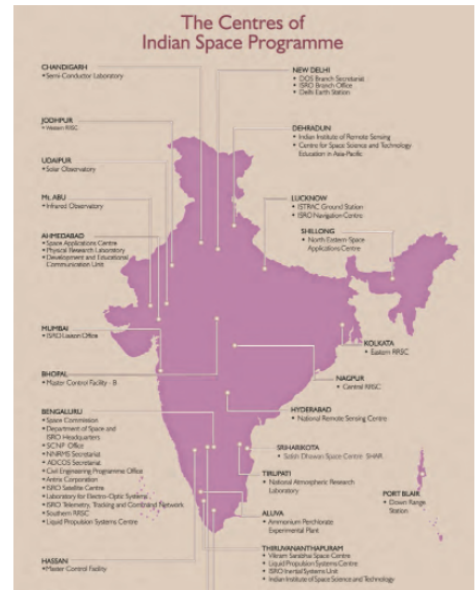 The Centres of
Indian Space Programme
CHANDIGARH
• Semi-Conductor Laboratory
JODHPUR
• Western RRSC
UDAIPUR
• Solar Observatory
Mt. ABU
• Infrared Observatory
AHMEDABAD
• Space Applications Centre
• Physical Research Laboratory
• Development and Educational
Communication Unit
MUMBAI
• ISRO Liaison Office
BHOPAL
• Master Control Facility - B
BENGALURU
• Space Commission
• Department of Space and
ISRO Headquarters
• Office
• NNRMS Secretariat
• ADCOS Secretariat
• Civil Engineering Programme Office
• Antrix Corporation
• ISRO Satellite Centre
• Laboratory for Electro-Optic Systems
• ISRO Telemetry, Tracking and Command Network
• Southern RRSC
• Liquid Propulsion Systems Centre
HASSAN
• Master Control Facility
NEW DELHI
• DOS Branch Secretariat
• ISRO Branch Office
• Delhi Earth Station
DEHRADUN
• Indian Institute of Remote Sensing
• Centre for Space Science and Technology
Education in Asia-Pacific
LUCKNOW
• ISTRAC Ground Station
• ISRO Navigation Centre
SHILLONG
• North Eastern Space
Applications Centre
KOLKATA
• Eastern RRSC
NAGPUR
• Central RRSC
HYDERABAD
• National Remote Sensing Centre
SRIHARIKOTA
• Satish Dhawan Space Centre SHAR
TIRUPATI
• National Atmospheric Research
Laboratory
PORT BLAIR
• Down Range
Station
ALUVA
• Ammonium Perchlorate
Experimental Plant
THIRUVANANTHAPURAM
• Vikram Sarabhai Space Centre
• Liquid Propulsion Systems Centre
• ISRO Inertial Systems Unit
• Indian Institute of Space Science and Technology